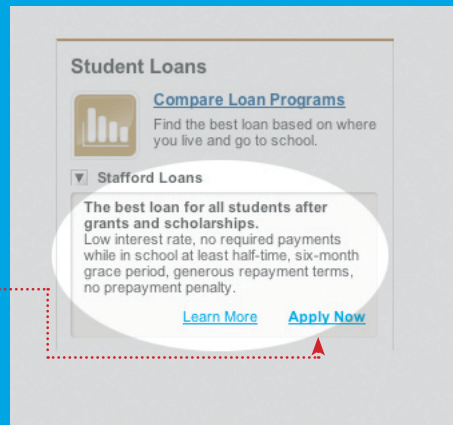 Student Loans
Compare Loan Programs
Find the best loan based on where
you live and go to school.
Stafford Loans
The best loan for all students after
grants and scholarships.
Low interest rate, no required payments
while in school at least half-time, six-month
grace period, generous repayment terms,
no prepayment penalty.
Learn More Apply Now